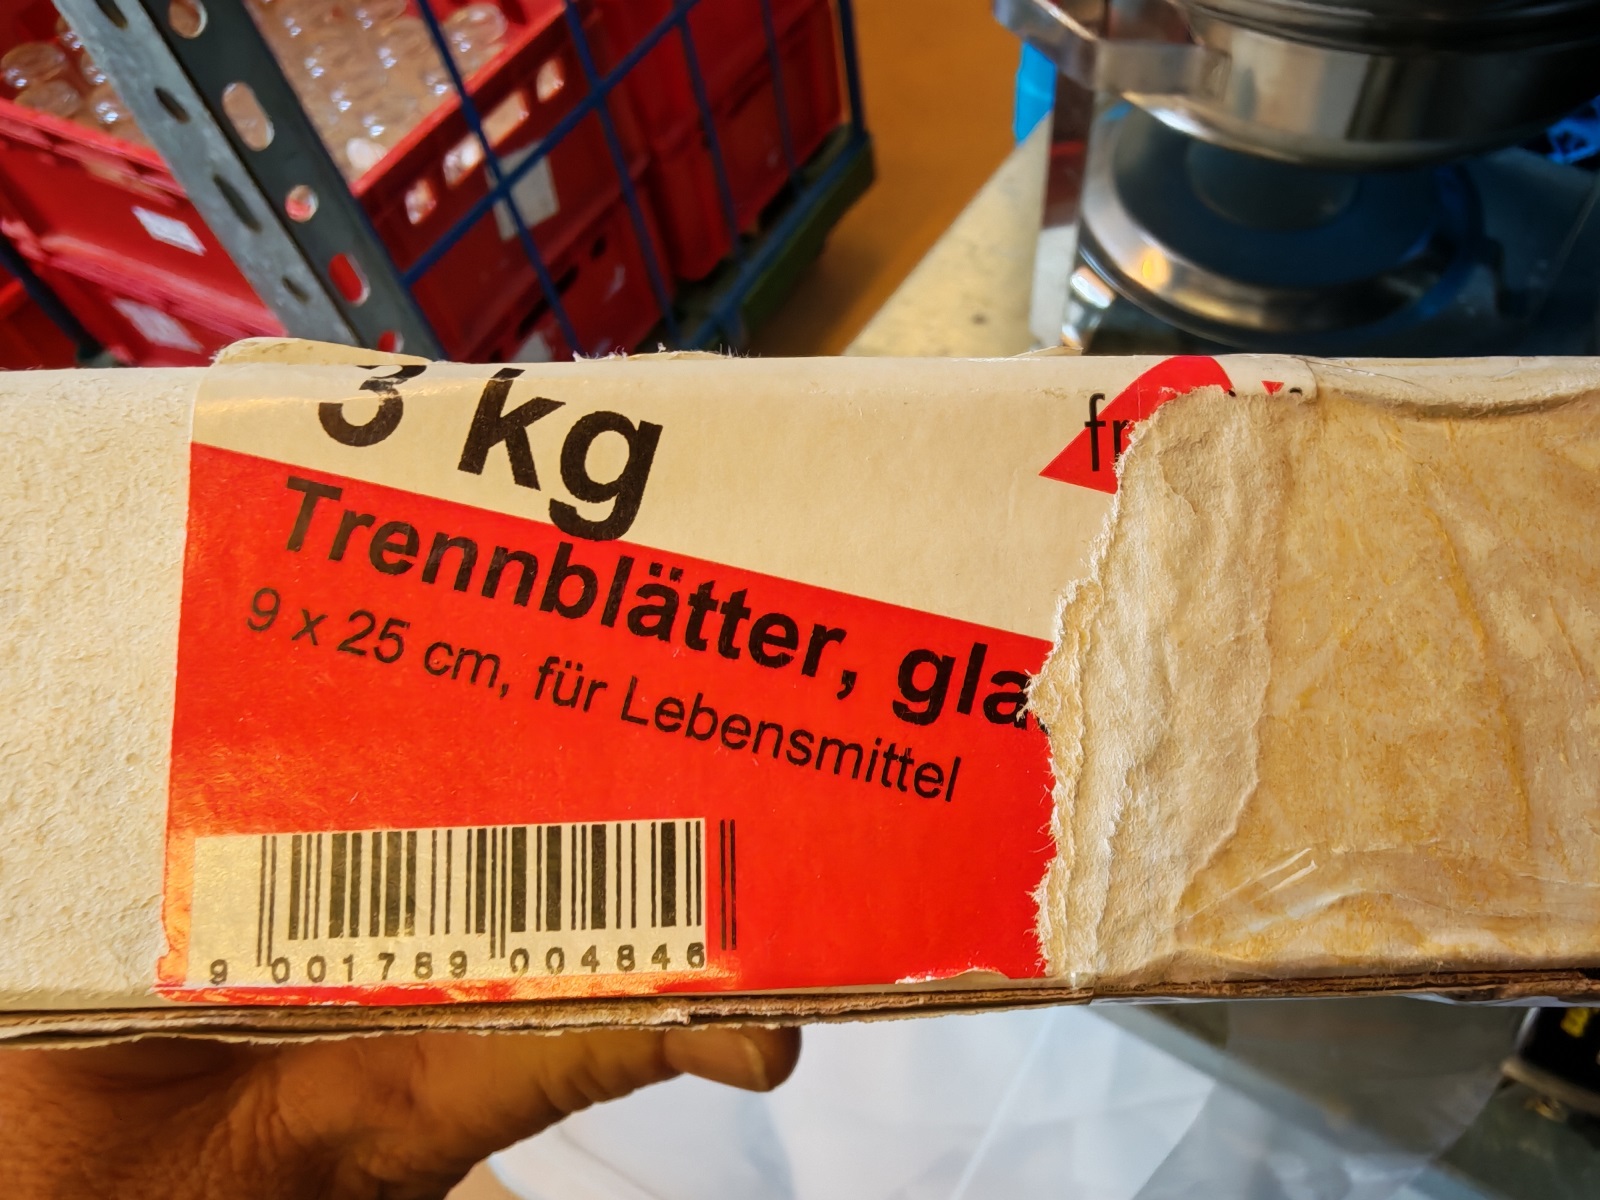 3 kg
Trennblätter, gla
9 x 25 cm, für Lebensmittel
9 001789 004846